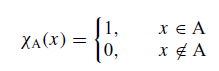 χA(x) = {1, x ∈ A
0, x ∉ A